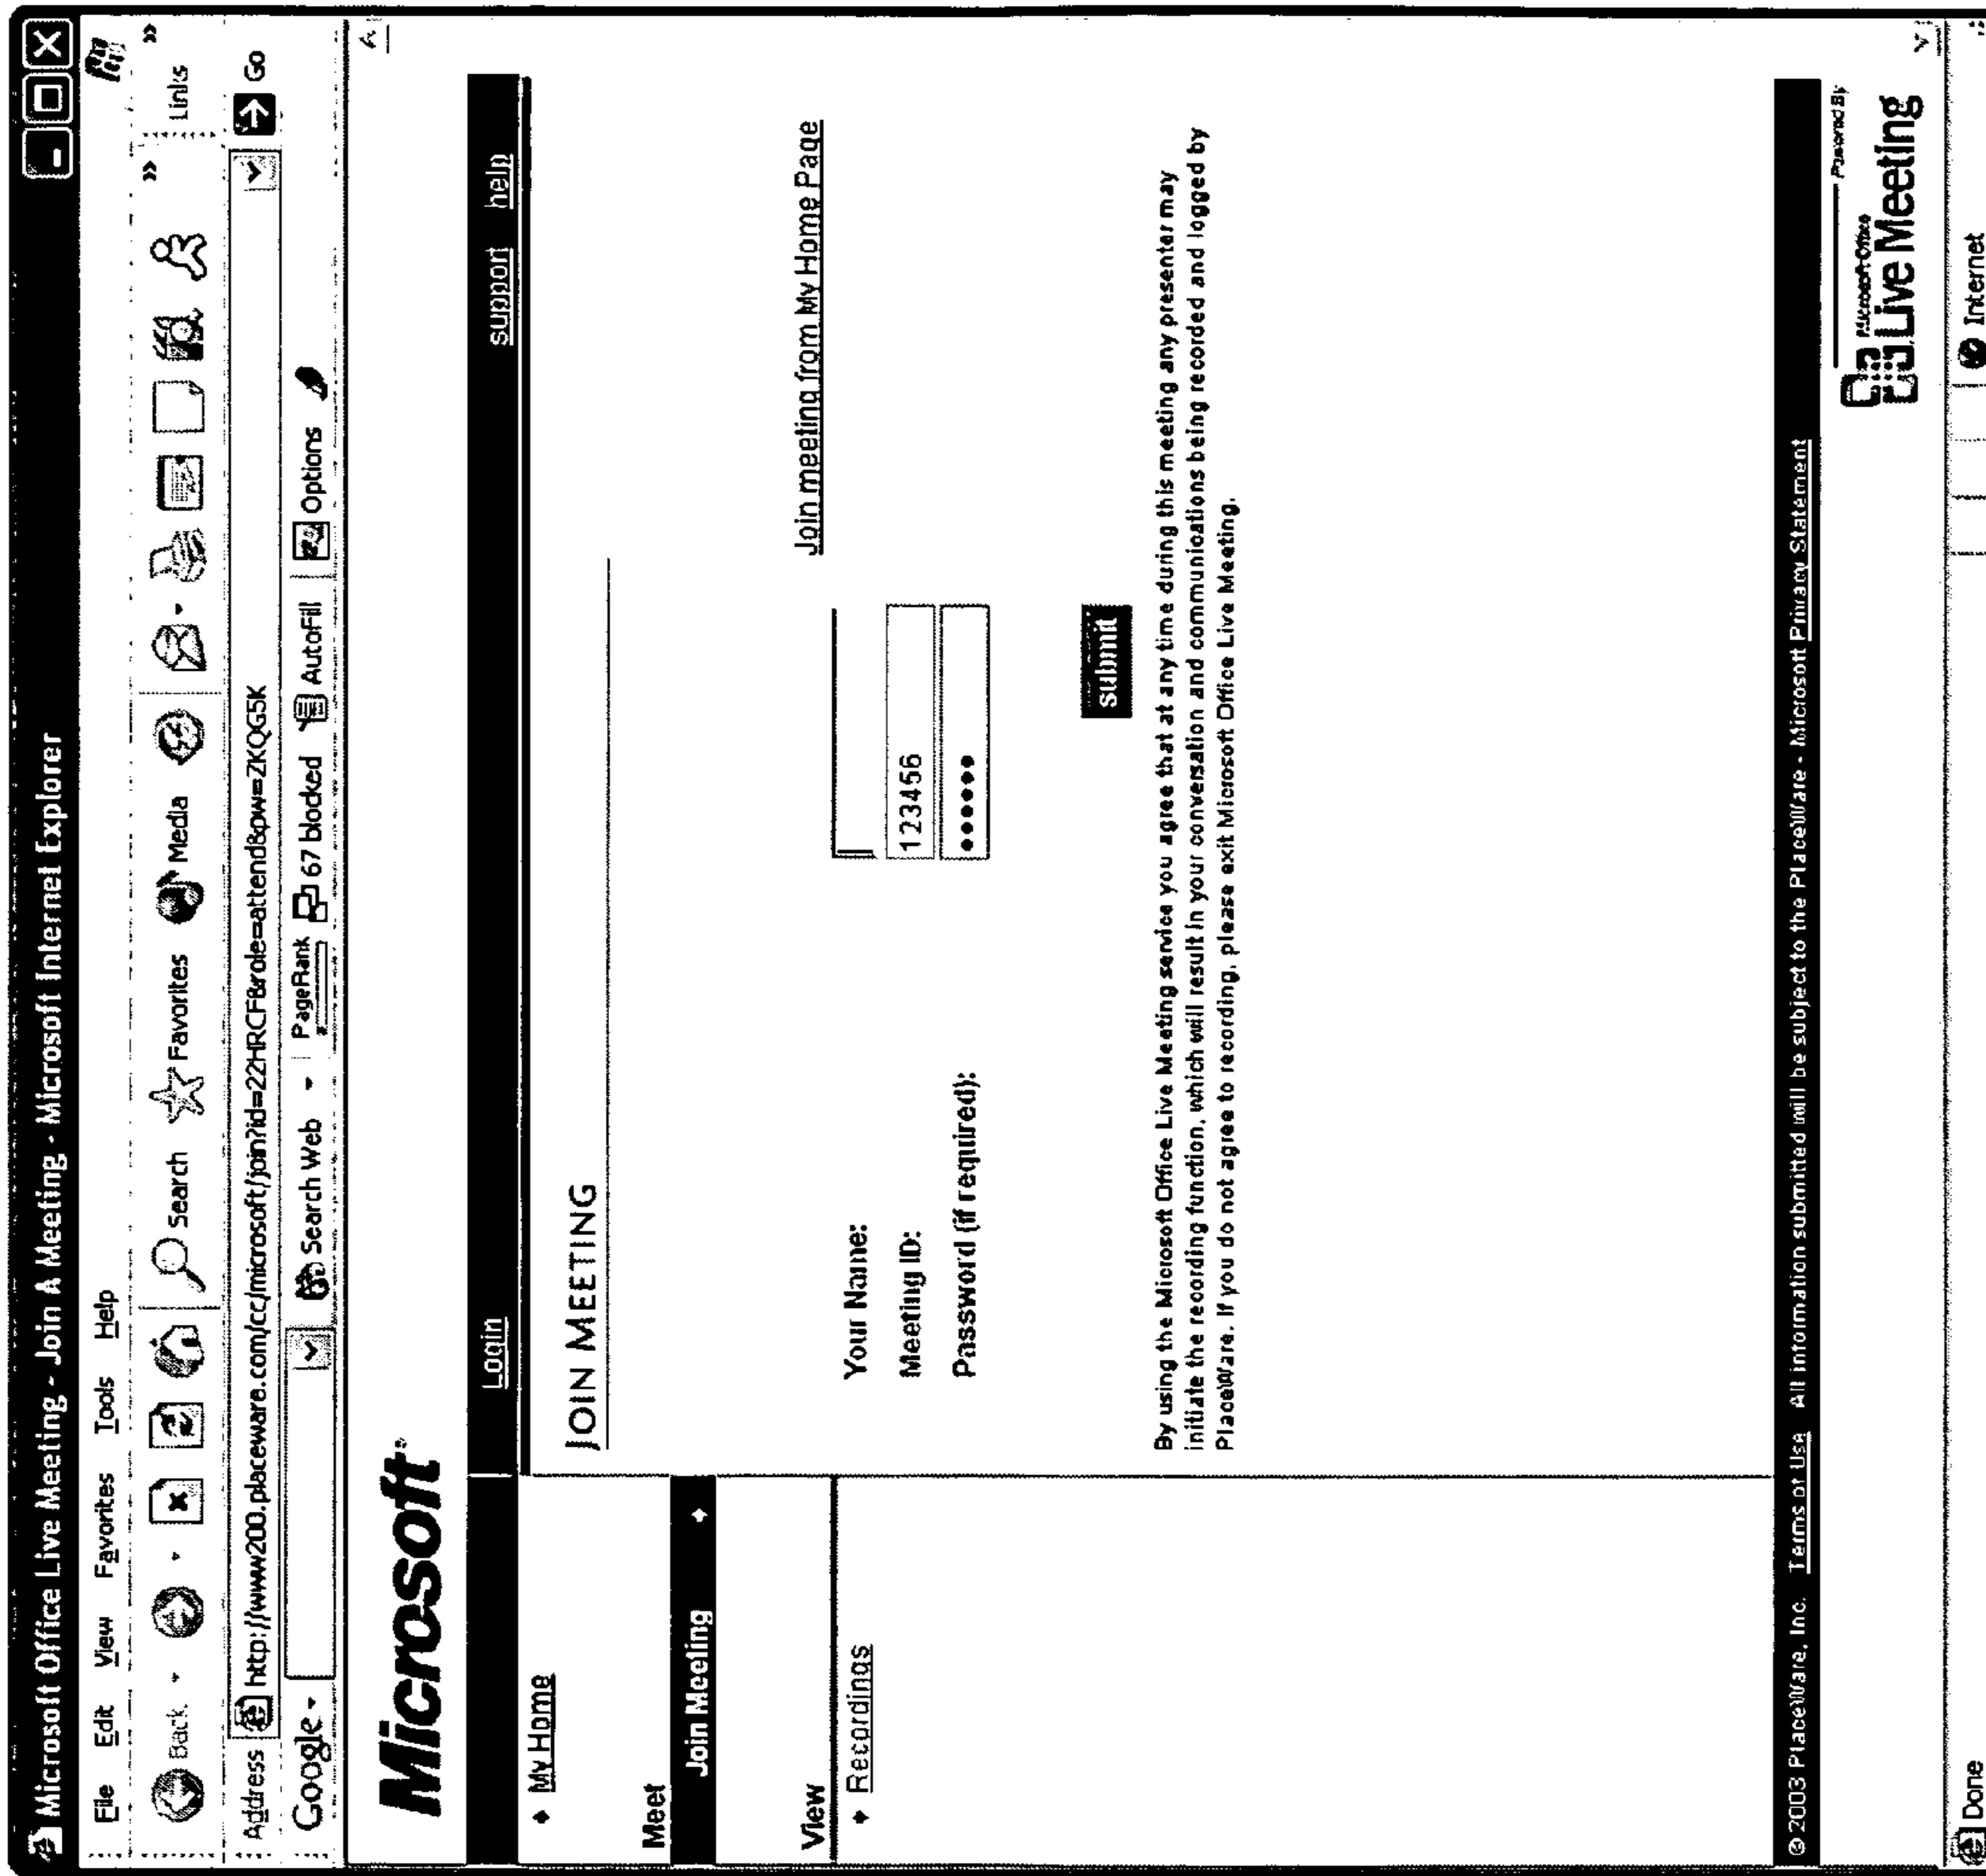 Microsoft Office Live Meeting - Join A Meeting - Microsoft Internet Explorer
File Edit View Favorites Tools Help
Back Search Favorites Media » Links »
Address http://www200.placeware.com/cc/microsoft/join?id=22HRCF&role=attend&pw=ZKQG5K Go
Google Search Web PageRank 67 blocked AutoFill Options
Microsoft
Login support help
My Home
JOIN MEETING
Meet
Join Meeting
Join meeting from My Home Page
View
Recordings
Your Name:
Meeting ID: 123456
Password (if required): ••••••
submit
By using the Microsoft Office Live Meeting service you agree that at any time during this meeting any presenter may
initiate the recording function, which will result in your conversation and communications being recorded and logged by
PlaceWare. If you do not agree to recording, please exit Microsoft Office Live Meeting.
© 2003 PlaceWare, Inc. Terms of Use All information submitted will be subject to the PlaceWare - Microsoft Privacy Statement
Powered By
Microsoft Office
Live Meeting
Done Internet